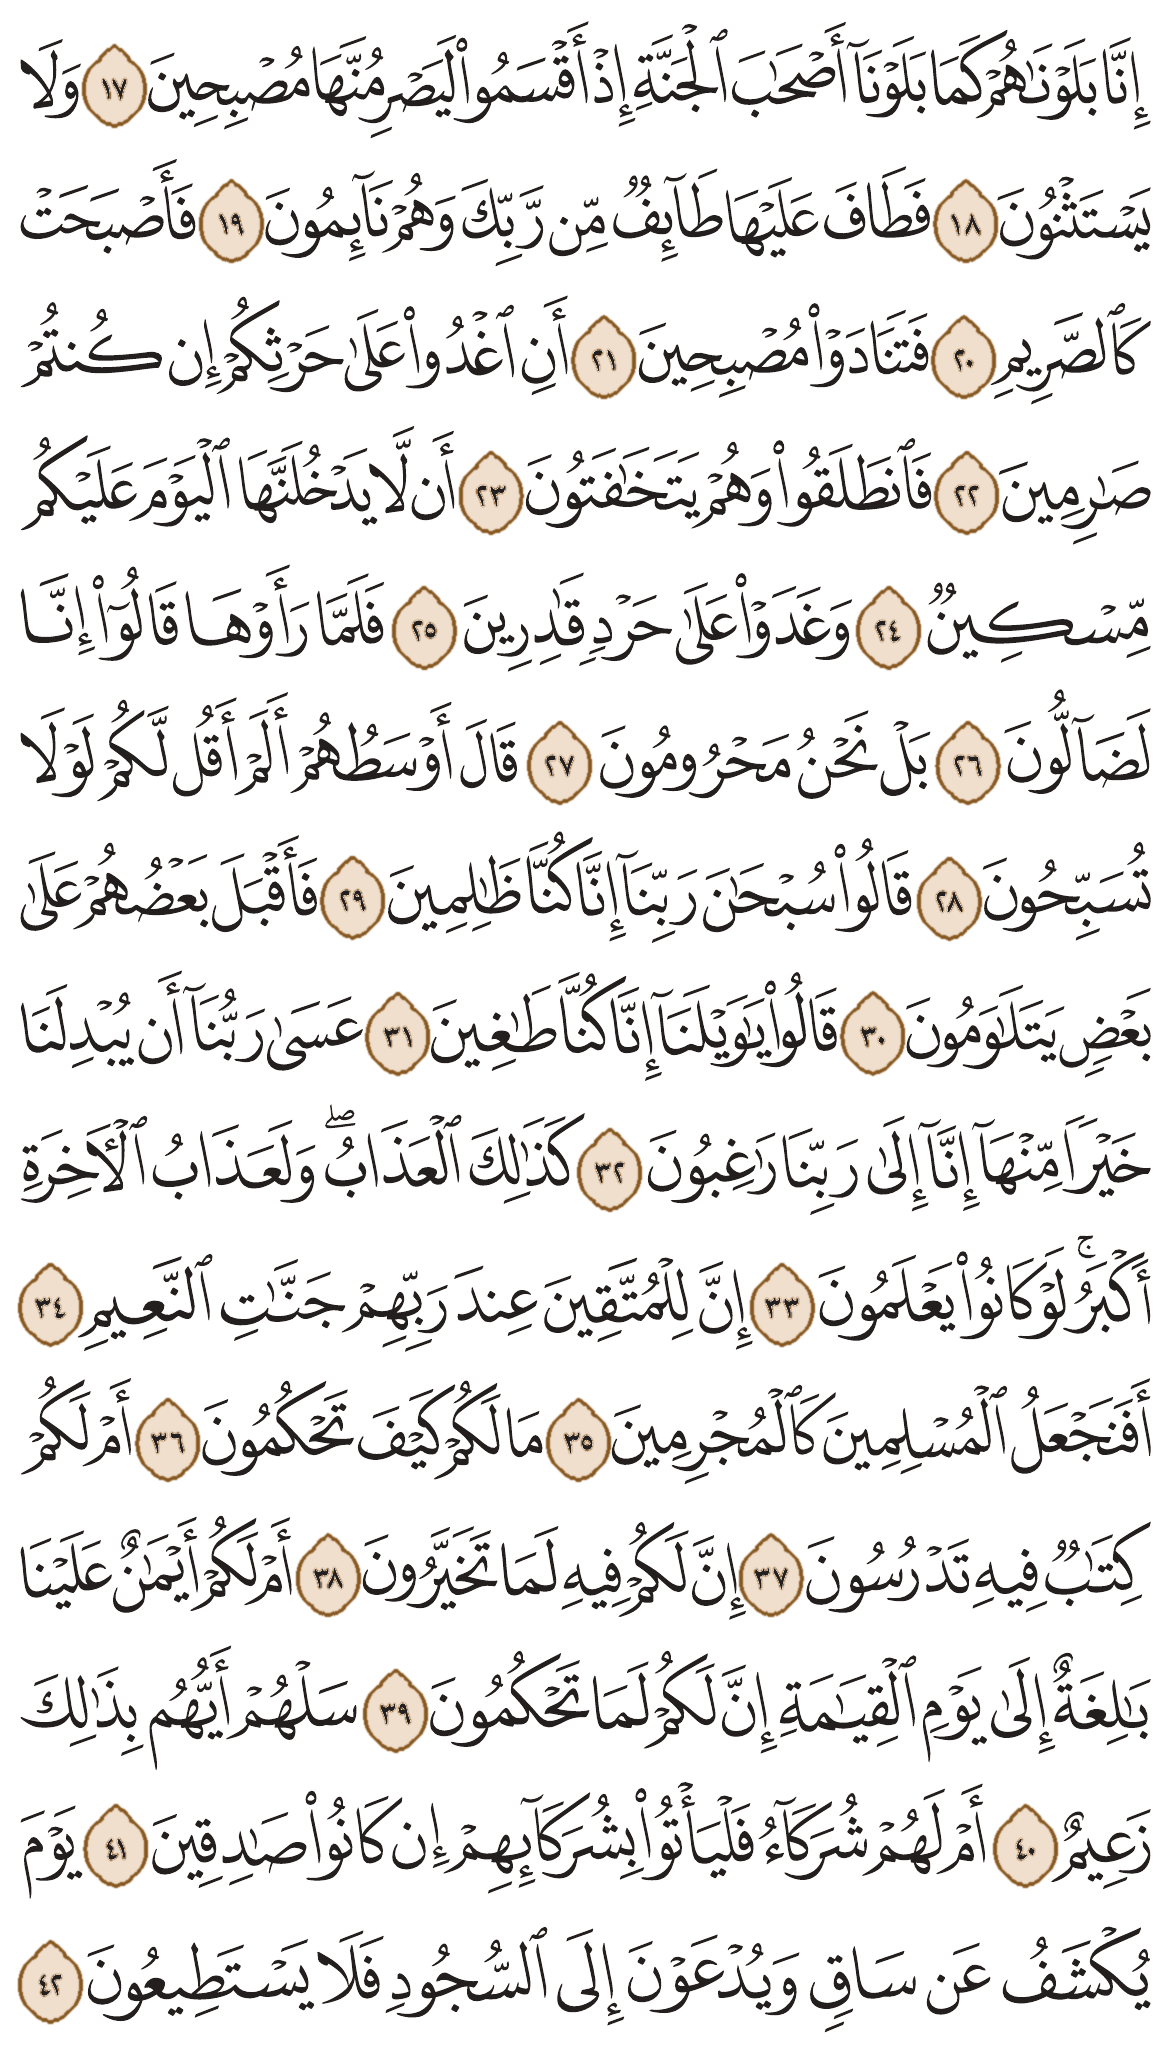 إِنَّا بَلَوْنَٰهُمْ كَمَا بَلَوْنَآ أَصْحَٰبَ ٱلْجَنَّةِ إِذْ أَقْسَمُوا۟ لَيَصْرِمُنَّهَا مُصْبِحِينَ ١٧ وَلَا
يَسْتَثْنُونَ ١٨ فَطَافَ عَلَيْهَا طَآئِفٌ مِّن رَّبِّكَ وَهُمْ نَآئِمُونَ ١٩ فَأَصْبَحَتْ
كَٱلصَّرِيمِ ٢٠ فَتَنَادَوْا۟ مُصْبِحِينَ ٢١ أَنِ ٱغْدُوا۟ عَلَىٰ حَرْثِكُمْ إِن كُنتُمْ
صَٰرِمِينَ ٢٢ فَٱنطَلَقُوا۟ وَهُمْ يَتَخَٰفَتُونَ ٢٣ أَن لَّا يَدْخُلَنَّهَا ٱلْيَوْمَ عَلَيْكُم
مِّسْكِينٌ ٢٤ وَغَدَوْا۟ عَلَىٰ حَرْدٍ قَٰدِرِينَ ٢٥ فَلَمَّا رَأَوْهَا قَالُوٓا۟ إِنَّا
لَضَآلُّونَ ٢٦ بَلْ نَحْنُ مَحْرُومُونَ ٢٧ قَالَ أَوْسَطُهُمْ أَلَمْ أَقُل لَّكُمْ لَوْلَا
تُسَبِّحُونَ ٢٨ قَالُوا۟ سُبْحَٰنَ رَبِّنَآ إِنَّا كُنَّا ظَٰلِمِينَ ٢٩ فَأَقْبَلَ بَعْضُهُمْ عَلَىٰ
بَعْضٍ يَتَلَٰوَمُونَ ٣٠ قَالُوا۟ يَٰوَيْلَنَآ إِنَّا كُنَّا طَٰغِينَ ٣١ عَسَىٰ رَبُّنَآ أَن يُبْدِلَنَا
خَيْرًا مِّنْهَآ إِنَّآ إِلَىٰ رَبِّنَا رَٰغِبُونَ ٣٢ كَذَٰلِكَ ٱلْعَذَابُ ۖ وَلَعَذَابُ ٱلْـَٔاخِرَةِ
أَكْبَرُ ۚ لَوْ كَانُوا۟ يَعْلَمُونَ ٣٣ إِنَّ لِلْمُتَّقِينَ عِندَ رَبِّهِمْ جَنَّٰتِ ٱلنَّعِيمِ ٣٤
أَفَنَجْعَلُ ٱلْمُسْلِمِينَ كَٱلْمُجْرِمِينَ ٣٥ مَا لَكُمْ كَيْفَ تَحْكُمُونَ ٣٦ أَمْ لَكُمْ
كِتَٰبٌ فِيهِ تَدْرُسُونَ ٣٧ إِنَّ لَكُمْ فِيهِ لَمَا تَخَيَّرُونَ ٣٨ أَمْ لَكُمْ أَيْمَٰنٌ عَلَيْنَا
بَٰلِغَةٌ إِلَىٰ يَوْمِ ٱلْقِيَٰمَةِ إِنَّ لَكُمْ لَمَا تَحْكُمُونَ ٣٩ سَلْهُمْ أَيُّهُم بِذَٰلِكَ
زَعِيمٌ ٤٠ أَمْ لَهُمْ شُرَكَآءُ فَلْيَأْتُوا۟ بِشُرَكَآئِهِمْ إِن كَانُوا۟ صَٰدِقِينَ ٤١ يَوْمَ
يُكْشَفُ عَن سَاقٍ وَيُدْعَوْنَ إِلَى ٱلسُّجُودِ فَلَا يَسْتَطِيعُونَ ٤٢